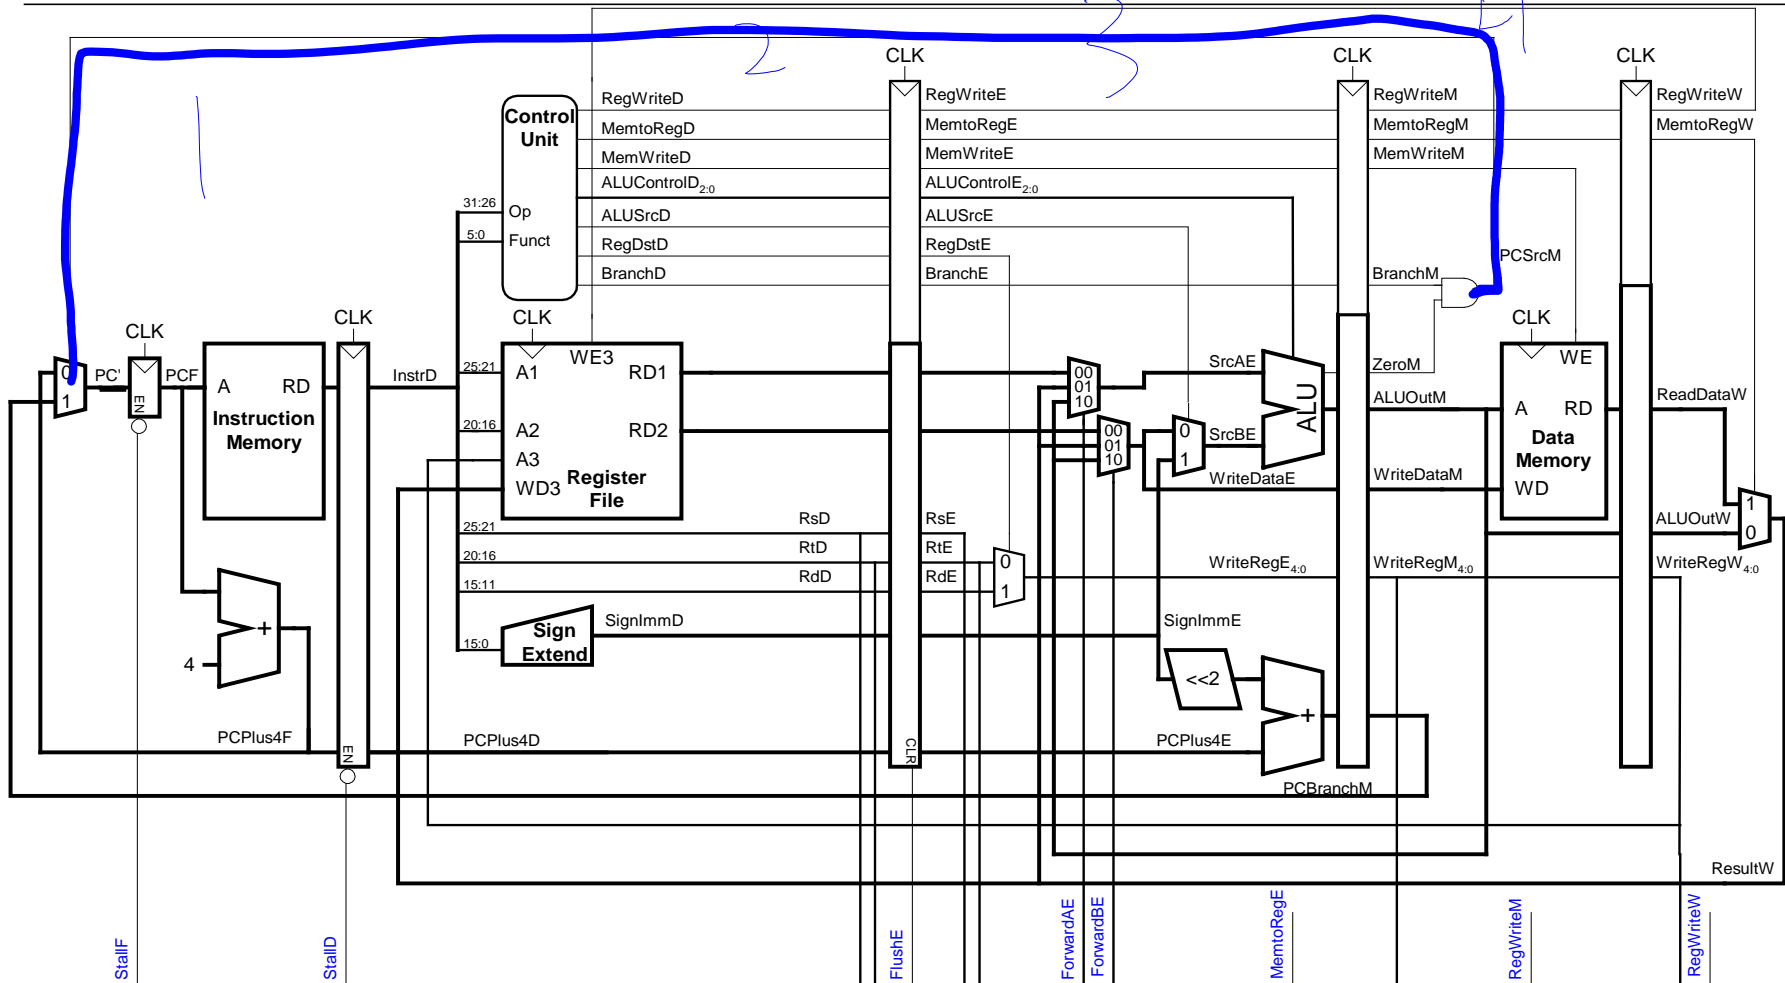 CLK CLK CLK
RegWriteD RegWriteE RegWriteM RegWriteW
Control Unit
MemtoRegD MemtoRegE MemtoRegM MemtoRegW
MemWriteD MemWriteE MemWriteM
ALUControlD2:0 ALUControlE2:0
31:26 Op ALUSrcD ALUSrcE
5:0 Funct RegDstD RegDstE PCSrcM
BranchD BranchE BranchM
CLK CLK CLK CLK
WE3 WE
0 PC' PCF A RD InstrD 25:21 A1 RD1 00 SrcAE ZeroM
1 EN 01 ALUOutM ReadDataW
10 ALU A RD
Instruction Memory
20:16 A2 RD2 00 0 SrcBE
01
A3 10 1 Data Memory
WD3 Register File WriteDataE WriteDataM WD 1
25:21 RsD RsE ALUOutW 0
20:16 RtD RtE 0 WriteRegE4:0 WriteRegM4:0 WriteRegW4:0
15:11 RdD RdE 1
+ SignImmD SignImmE
15:0 Sign Extend
4 <<2
+
PCPlus4F EN PCPlus4D CLR PCPlus4E
PCBranchM
ResultW
StallF StallD FlushE ForwardAE ForwardBE MemtoRegE RegWriteM RegWriteW